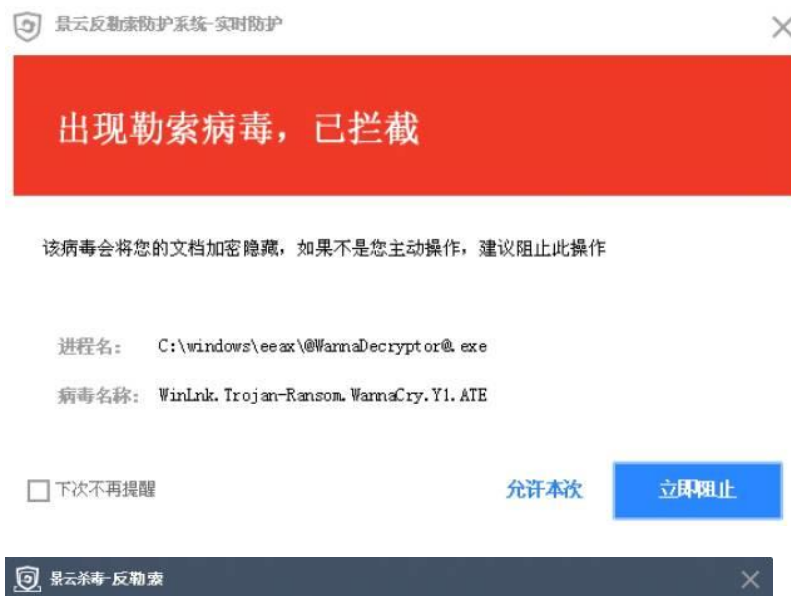 景云反勒索防护系统-实时防护
出现勒索病毒，已拦截
该病毒会将您的文档加密隐藏，如果不是您主动操作，建议阻止此操作
进程名： C:\windows\eeax\@WannaDecryptor@.exe
病毒名称： WinLnk.Trojan-Ransom.WannaCry.Y1.ATE
下次不再提醒 允许本次 立即阻止
景云杀毒-反勒索